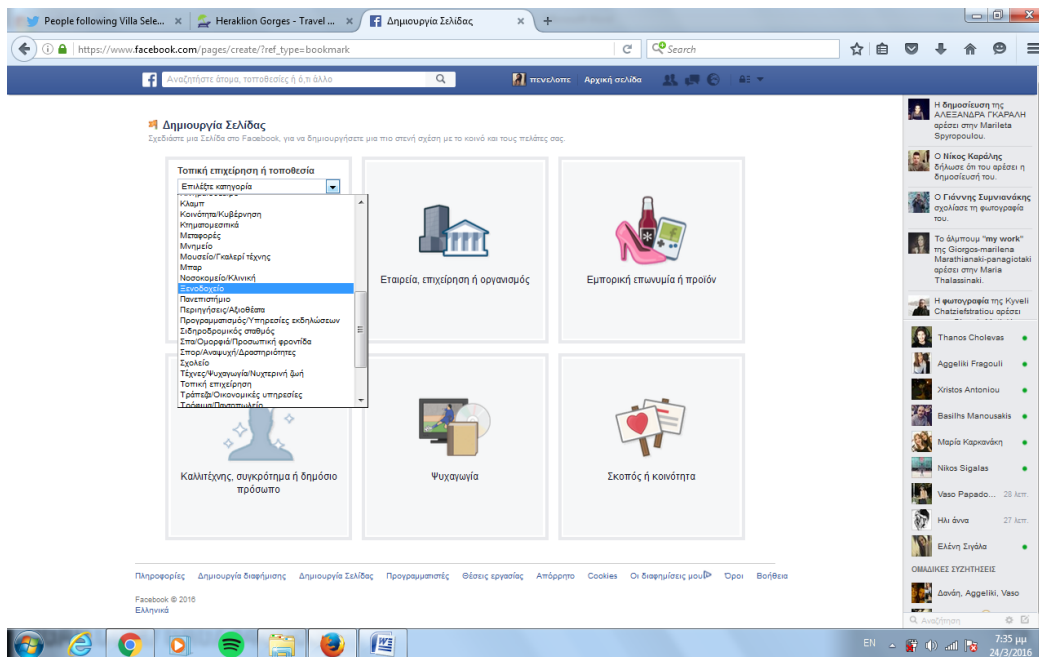 People following Villa Sele...
Heraklion Gorges - Travel ...
Δημιουργία Σελίδας
https://www.facebook.com/pages/create/?ref_type=bookmark
Search
Αναζητήστε άτομα, τοποθεσίες ή ό,τι άλλο
πενελοπε
Αρχική σελίδα
Δημιουργία Σελίδας
Σχεδιάστε μια Σελίδα στο Facebook, για να δημιουργήσετε μια πιο στενή σχέση με το κοινό και τους πελάτες σας.
Τοπική επιχείρηση ή τοποθεσία
Επιλέξτε κατηγορία
Κλαμπ
Κοινότητα/Κυβέρνηση
Κτηματομεσιτικά
Μεταφορές
Μνημείο
Μουσείο/Γκαλερί τέχνης
Μπαρ
Νοσοκομείο/Κλινική
Ξενοδοχείο
Πανεπιστήμιο
Περιηγήσεις/Αξιοθέατα
Προγραμματισμός/Υπηρεσίες εκδηλώσεων
Σιδηροδρομικός σταθμός
Σπα/Ομορφιά/Προσωπική φροντίδα
Σπορ/Αναψυχή/Δραστηριότητες
Σχολείο
Τέχνες/Ψυχαγωγία/Νυχτερινή ζωή
Τοπική επιχείρηση
Τράπεζα/Οικονομικές υπηρεσίες
Τρόφιμα/Παντοπωλείο
Εταιρεία, επιχείρηση ή οργανισμός
Εμπορική επωνυμία ή προϊόν
Καλλιτέχνης, συγκρότημα ή δημόσιο
πρόσωπο
Ψυχαγωγία
Σκοπός ή κοινότητα
Πληροφορίες Δημιουργία διαφήμισης Δημιουργία Σελίδας Προγραμματιστές Θέσεις εργασίας Απόρρητο Cookies Οι διαφημίσεις μου Όροι Βοήθεια
Facebook © 2016
Ελληνικά
Η δημοσίευση της
ΑΛΕΞΑΝΔΡΑ ΓΚΑΡΑΛΗ
αρέσει στην Marileta
Spyropoulou.
Ο Νίκος Καράλης
δήλωσε ότι του αρέσει η
δημοσίευσή του.
Ο Γιάννης Συμνιανάκης
σχολίασε τη φωτογραφία
του.
Το άλμπουμ "my work"
της Giorgos-marilena
Marathianaki-panagiotaki
αρέσει στην Maria
Thalassinaki.
Η φωτογραφία της Kyveli
Chatziefstratiou αρέσει
Thanos Cholevas
Aggeliki Fragouli
Xristos Antoniou
Basilhs Manousakis
Μαρία Καρκανάκη
Nikos Sigalas
Vaso Papado... 28 λεπ.
Ηλι άννα 27 λεπ.
Ελένη Σιγάλα
ΟΜΑΔΙΚΕΣ ΣΥΖΗΤΗΣΕΙΣ
Δανάη, Aggeliki, Vaso
Αναζήτηση
EN
7:35 μμ
24/3/2016